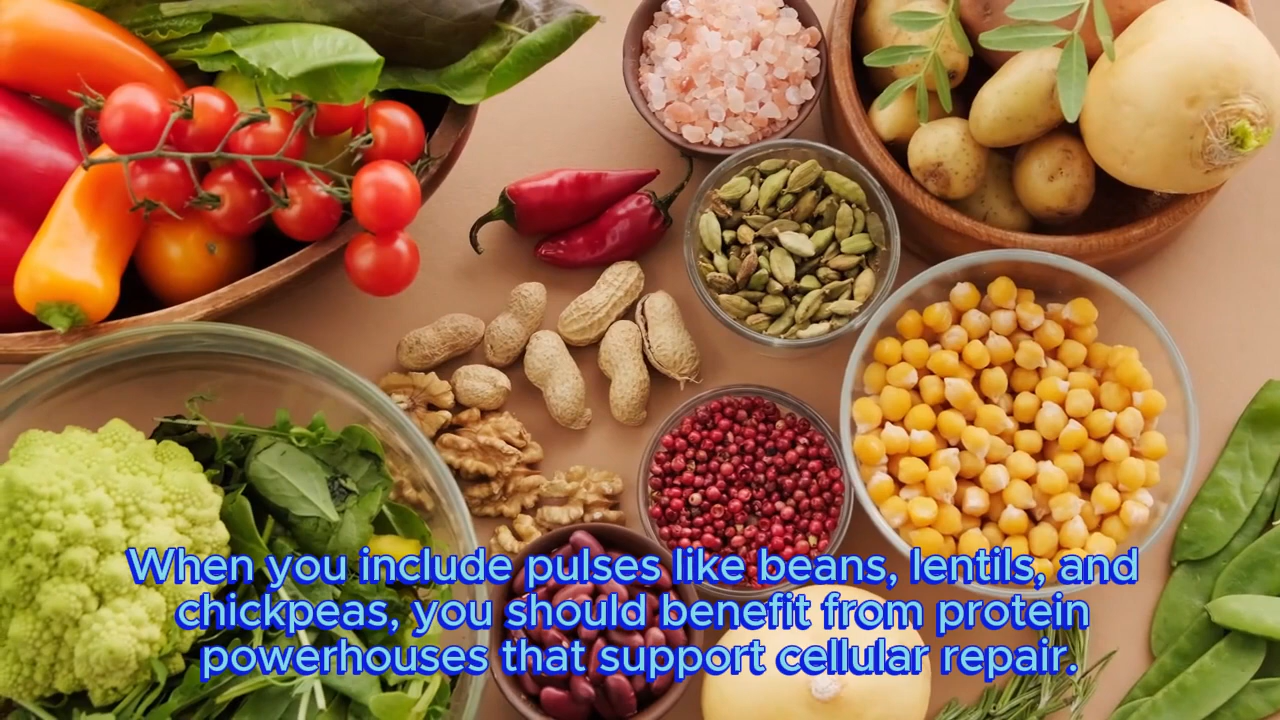 When you include pulses like beans, lentils, and
chickpeas, you should benefit from protein
powerhouses that support cellular repair.